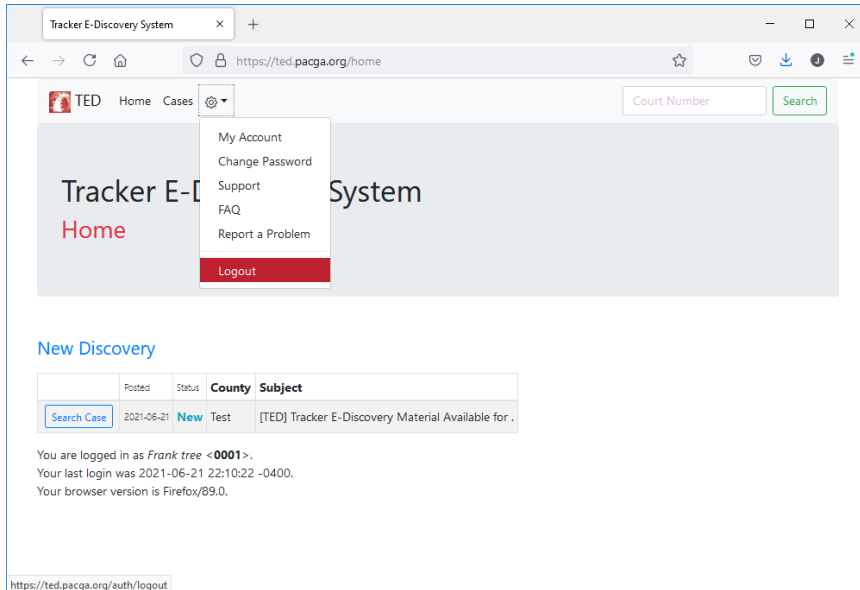 Tracker E-Discovery System
https://ted.pacga.org/home
TED Home Cases
Court Number
Search
My Account
Change Password
Support
FAQ
Report a Problem
Logout
Tracker E-D System
Home
New Discovery
Posted Status County Subject
Search Case 2021-06-21 New Test [TED] Tracker E-Discovery Material Available for .
You are logged in as Frank tree <0001>.
Your last login was 2021-06-21 22:10:22 -0400.
Your browser version is Firefox/89.0.
https://ted.pacga.org/auth/logout